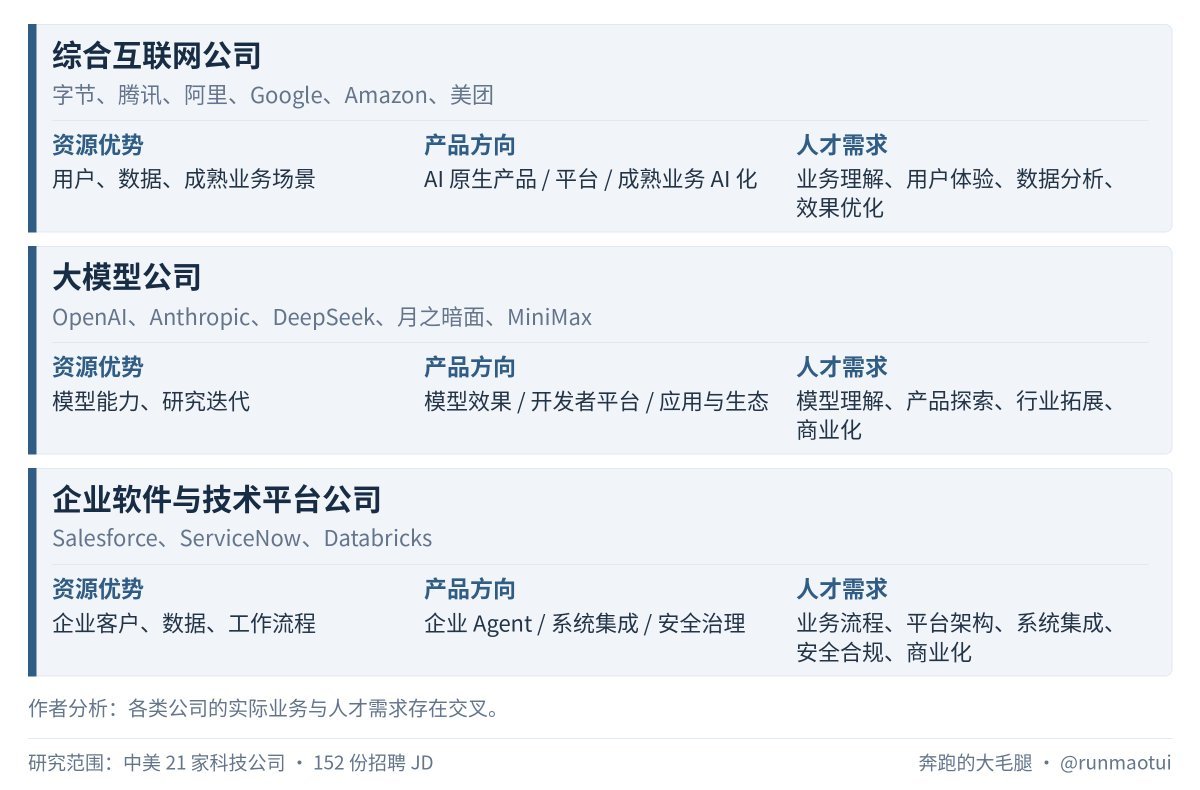 综合互联网公司
字节、腾讯、阿里、Google、Amazon、美团
资源优势
用户、数据、成熟业务场景
产品方向
AI 原生产品 / 平台 / 成熟业务 AI 化
人才需求
业务理解、用户体验、数据分析、
效果优化
大模型公司
OpenAI、Anthropic、DeepSeek、月之暗面、MiniMax
资源优势
模型能力、研究迭代
产品方向
模型效果 / 开发者平台 / 应用与生态
人才需求
模型理解、产品探索、行业拓展、
商业化
企业软件与技术平台公司
Salesforce、ServiceNow、Databricks
资源优势
企业客户、数据、工作流程
产品方向
企业 Agent / 系统集成 / 安全治理
人才需求
业务流程、平台架构、系统集成、
安全合规、商业化
作者分析：各类公司的实际业务与人才需求存在交叉。
研究范围：中美 21 家科技公司 · 152 份招聘 JD
奔跑的大毛腿 · @runmaotui